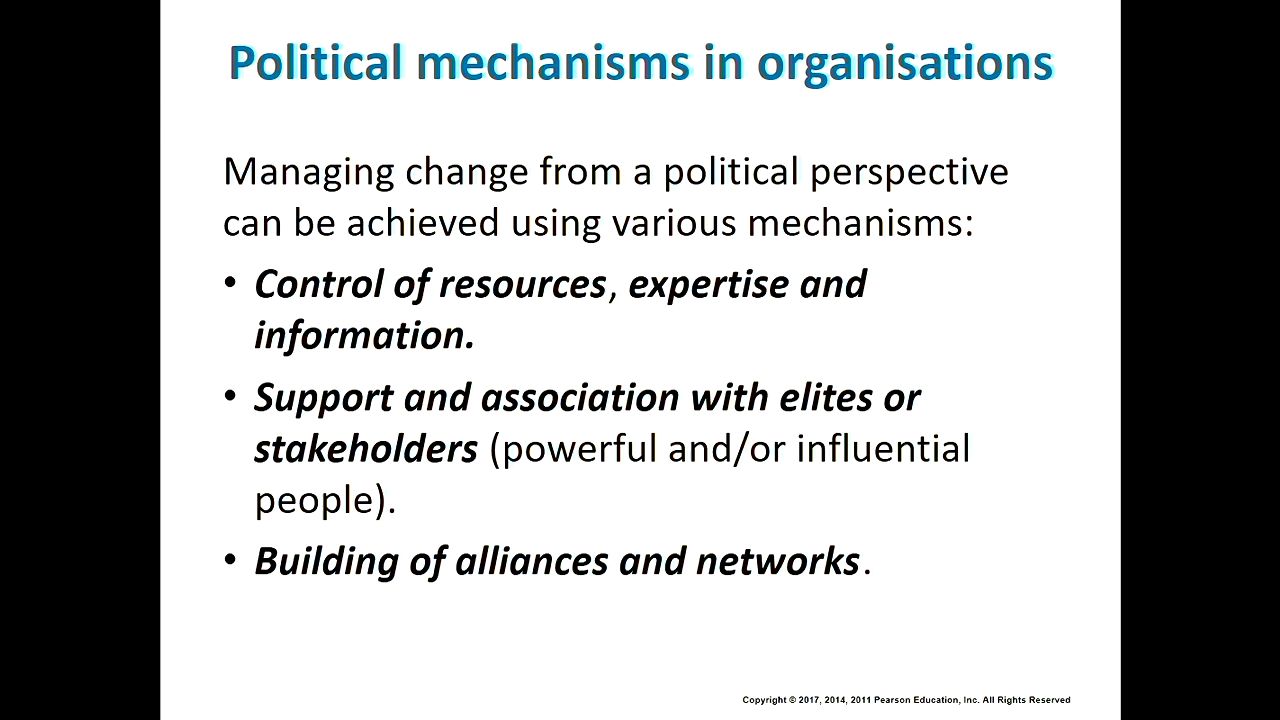 Political mechanisms in organisations
Managing change from a political perspective
can be achieved using various mechanisms:
• Control of resources, expertise and
information.
• Support and association with elites or
stakeholders (powerful and/or influential
people).
• Building of alliances and networks.
Copyright © 2017, 2014, 2011 Pearson Education, Inc. All Rights Reserved